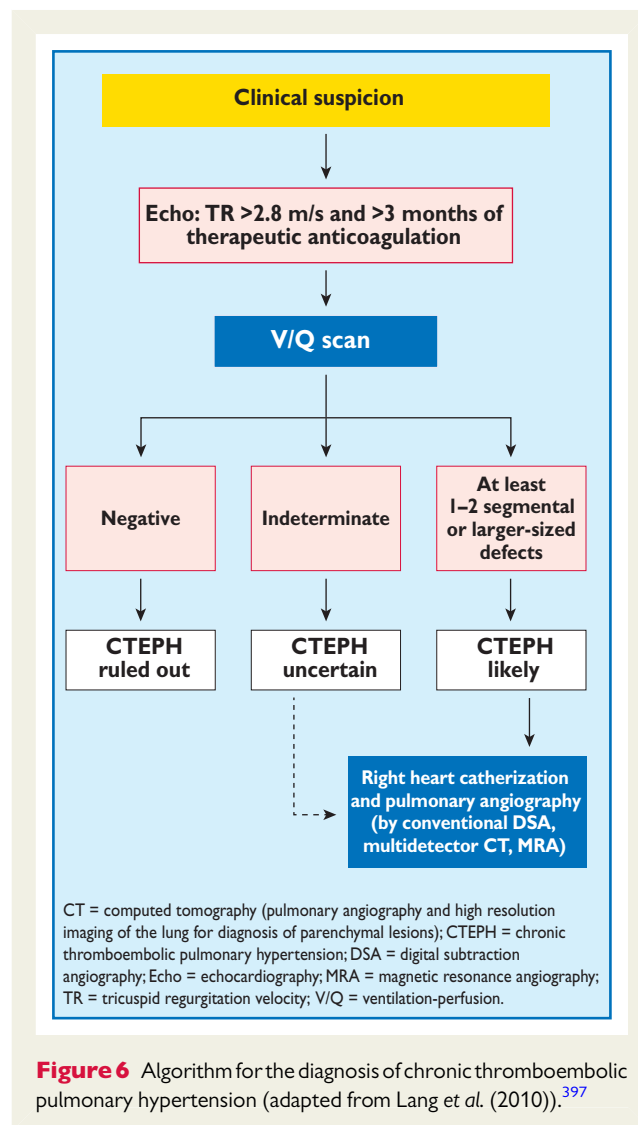 Clinical suspicion
Echo: TR >2.8 m/s and >3 months of
therapeutic anticoagulation
V/Q scan
Negative
Indeterminate
At least
1–2 segmental
or larger-sized
defects
CTEPH
ruled out
CTEPH
uncertain
CTEPH
likely
Right heart catherization
and pulmonary angiography
(by conventional DSA,
multidetector CT, MRA)
CT = computed tomography (pulmonary angiography and high resolution
imaging of the lung for diagnosis of parenchymal lesions); CTEPH = chronic
thromboembolic pulmonary hypertension; DSA = digital subtraction
angiography; Echo = echocardiography; MRA = magnetic resonance angiography;
TR = tricuspid regurgitation velocity; V/Q = ventilation-perfusion.
Figure 6 Algorithm for the diagnosis of chronic thromboembolic
pulmonary hypertension (adapted from Lang et al. (2010)).397